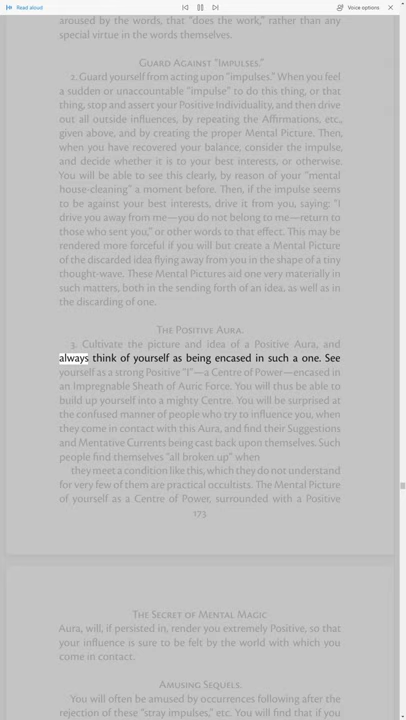 Read aloud
Voice options
aroused by the words, that "does the work," rather than any
special virtue in the words themselves.
Guard Against "Impulses."
2. Guard yourself from acting upon "impulses." When you feel
a sudden or unaccountable "impulse" to do this thing, or that
thing, stop and assert your Positive Individuality, and then drive
out all outside influences, by repeating the Affirmations, etc.,
given above, and by creating the proper Mental Picture. Then,
when you have recovered your balance, consider the impulse,
and decide whether it is to your best interests, or otherwise.
You will be able to see this clearly, by reason of your "mental
house-cleaning" a moment before. Then, if the impulse seems
to be against your best interests, drive it from you, saying: "I
drive you away from me—you do not belong to me—return to
those who sent you," or other words to that effect. This may be
rendered more forceful if you will but create a Mental Picture
of the discarded idea flying away from you in the shape of a tiny
thought-wave. These Mental Pictures aid one very materially in
such matters, both in the sending forth of an idea, as well as in
the discarding of one.
The Positive Aura.
3. Cultivate the picture and idea of a Positive Aura, and
always think of yourself as being encased in such a one. See
yourself as a strong Positive "I"—a Centre of Power—encased in
an Impregnable Sheath of Auric Force. You will thus be able to
build up yourself into a mighty Centre. You will be surprised at
the confused manner of people who try to influence you, when
they come in contact with this Aura, and find their Suggestions
and Mentative Currents being cast back upon themselves. Such
people find themselves "all broken up" when
they meet a condition like this, which they do not understand
for very few of them are practical occultists. The Mental Picture
of yourself as a Centre of Power, surrounded with a Positive
173
The Secret of Mental Magic
Aura, will, if persisted in, render you extremely Positive, so that
your influence is sure to be felt by the world with which you
come in contact.
Amusing Sequels.
You will often be amused by occurrences following after the
rejection of these "stray impulses," etc. You will find that if you